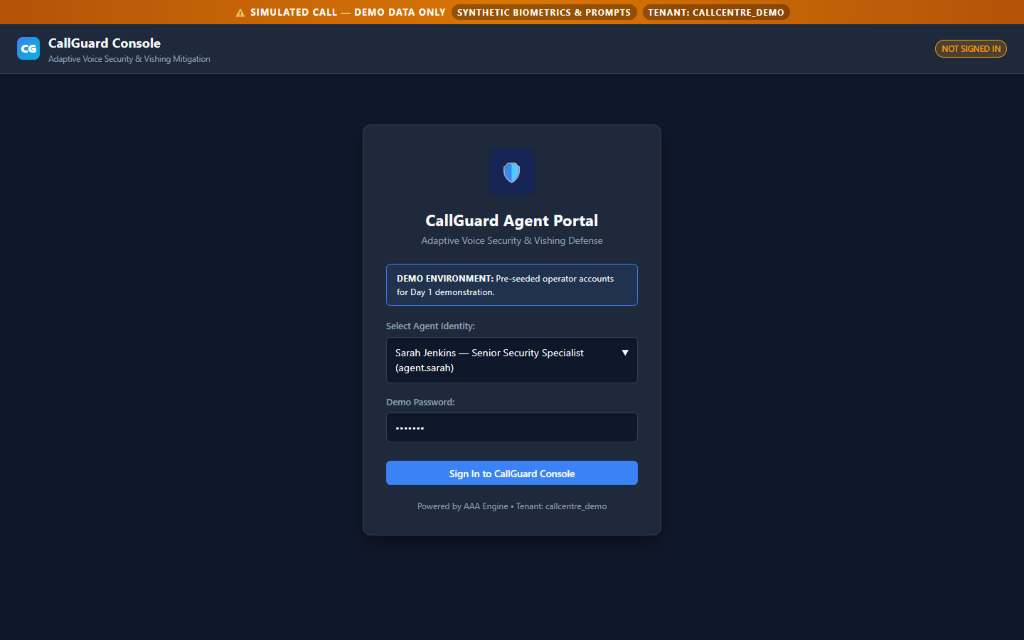 ⚠ SIMULATED CALL — DEMO DATA ONLY SYNTHETIC BIOMETRICS & PROMPTS TENANT: CALLCENTRE_DEMO
CG
CallGuard Console
Adaptive Voice Security & Vishing Mitigation
NOT SIGNED IN
CallGuard Agent Portal
Adaptive Voice Security & Vishing Defense
DEMO ENVIRONMENT: Pre-seeded operator accounts
for Day 1 demonstration.
Select Agent Identity:
Sarah Jenkins — Senior Security Specialist ▼
(agent.sarah)
Demo Password:
•••••••
Sign In to CallGuard Console
Powered by AAA Engine • Tenant: callcentre_demo